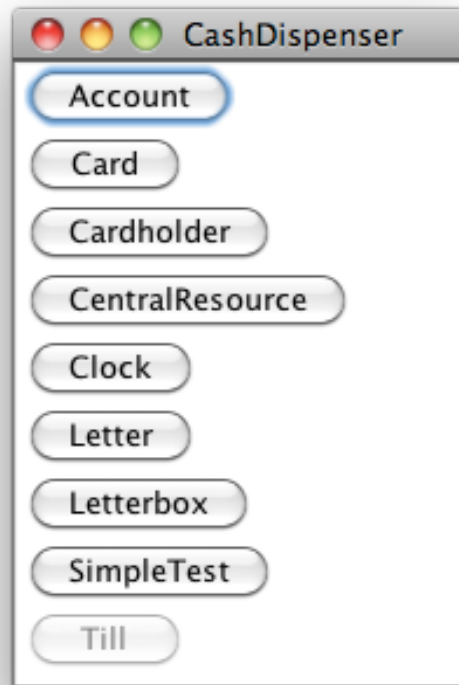 CashDispenser
Account
Card
Cardholder
CentralResource
Clock
Letter
Letterbox
SimpleTest
Till